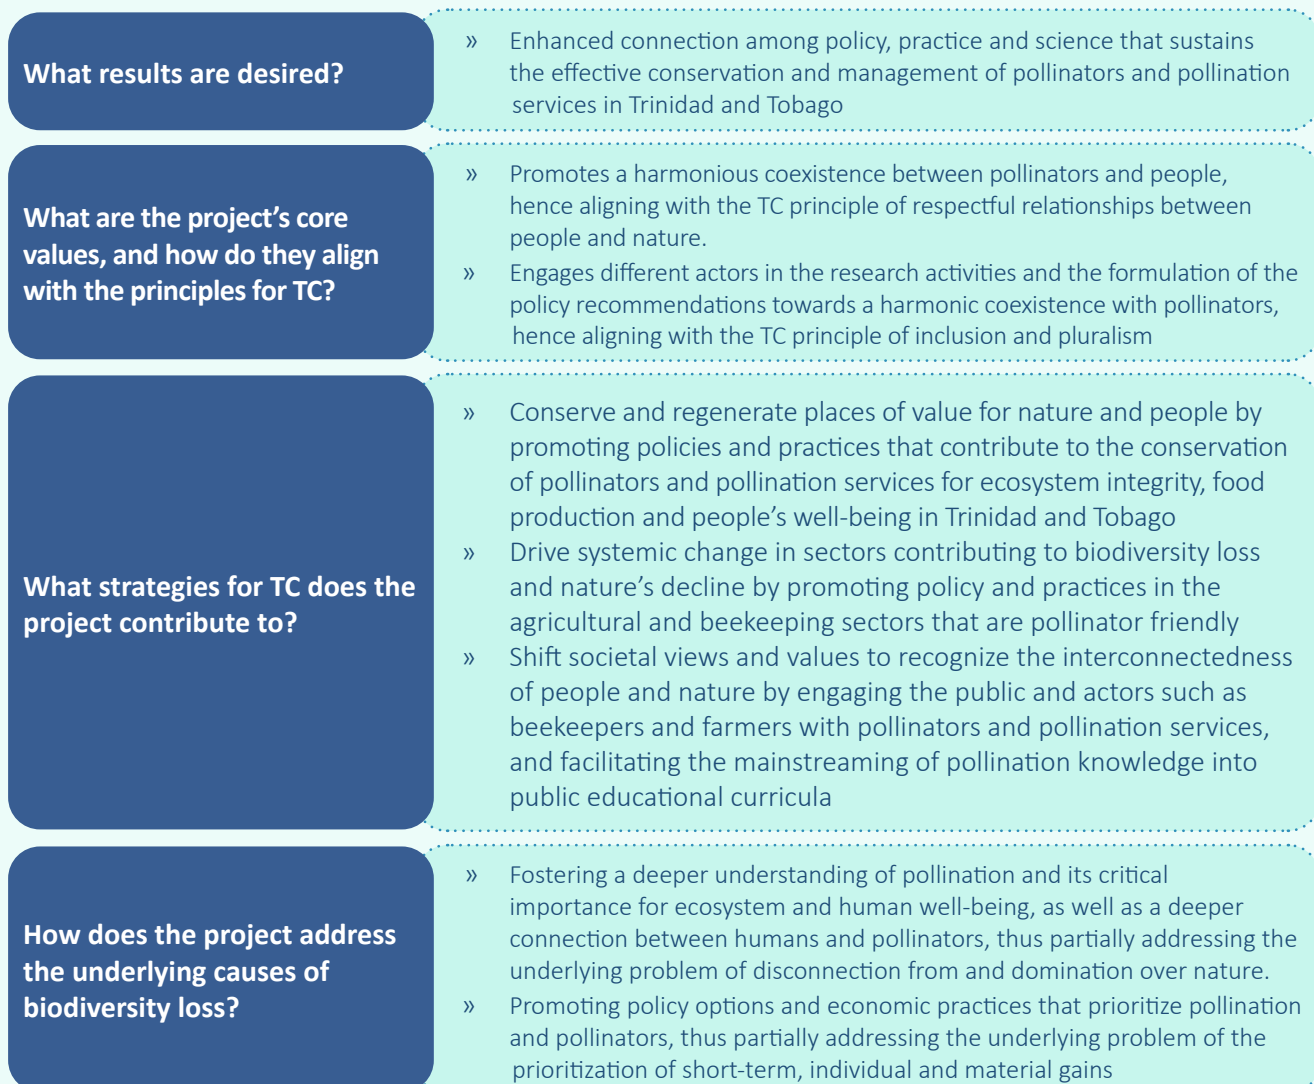 What results are desired?
» Enhanced connection among policy, practice and science that sustains
the effective conservation and management of pollinators and pollination
services in Trinidad and Tobago
What are the project's core
values, and how do they align
with the principles for TC?
» Promotes a harmonious coexistence between pollinators and people,
hence aligning with the TC principle of respectful relationships between
people and nature.
» Engages different actors in the research activities and the formulation of the
policy recommendations towards a harmonic coexistence with pollinators,
hence aligning with the TC principle of inclusion and pluralism
What strategies for TC does the
project contribute to?
» Conserve and regenerate places of value for nature and people by
promoting policies and practices that contribute to the conservation
of pollinators and pollination services for ecosystem integrity, food
production and people's well-being in Trinidad and Tobago
» Drive systemic change in sectors contributing to biodiversity loss
and nature's decline by promoting policy and practices in the
agricultural and beekeeping sectors that are pollinator friendly
» Shift societal views and values to recognize the interconnectedness
of people and nature by engaging the public and actors such as
beekeepers and farmers with pollinators and pollination services,
and facilitating the mainstreaming of pollination knowledge into
public educational curricula
How does the project address
the underlying causes of
biodiversity loss?
» Fostering a deeper understanding of pollination and its critical
importance for ecosystem and human well-being, as well as a deeper
connection between humans and pollinators, thus partially addressing the
underlying problem of disconnection from and domination over nature.
» Promoting policy options and economic practices that prioritize pollination
and pollinators, thus partially addressing the underlying problem of the
prioritization of short-term, individual and material gains